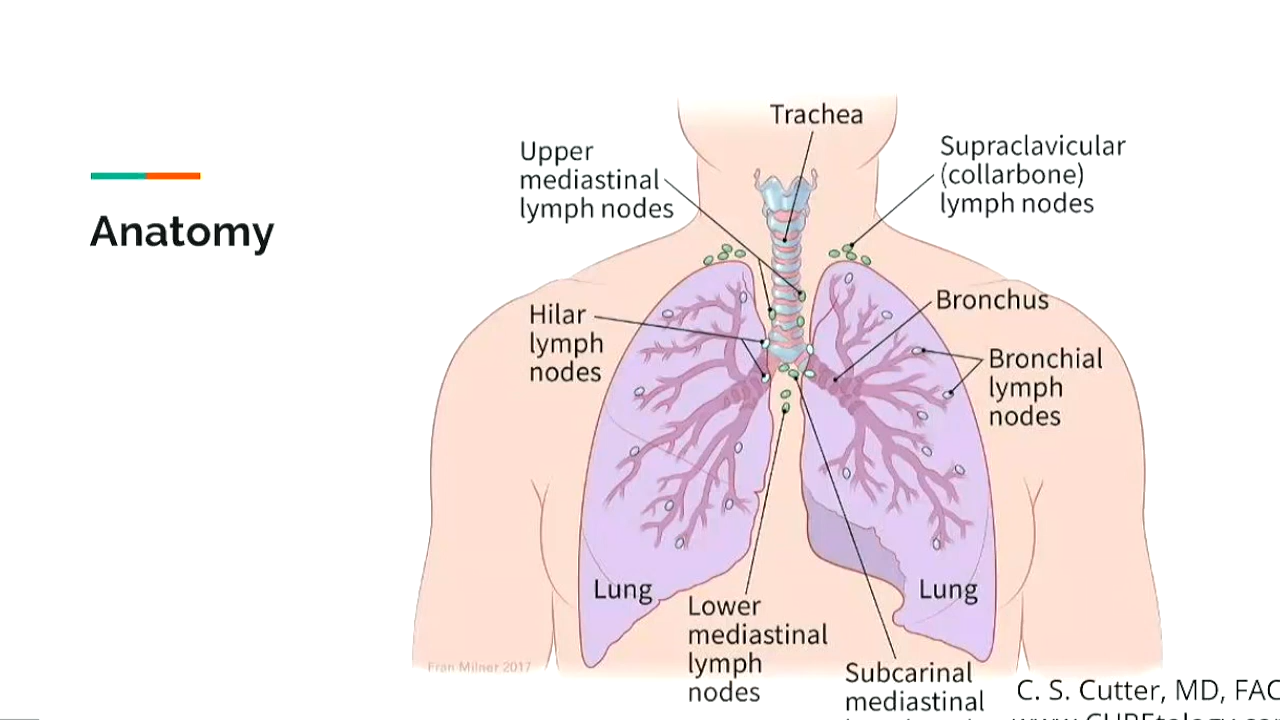 Anatomy
Trachea
Upper
mediastinal
lymph nodes
Supraclavicular
(collarbone)
lymph nodes
Hilar
lymph
nodes
Bronchus
Bronchial
lymph
nodes
Lung
Lung
Lower
mediastinal
lymph
nodes
Subcarinal
mediastinal
Fran Milner 2017
C. S. Cutter, MD, FAC